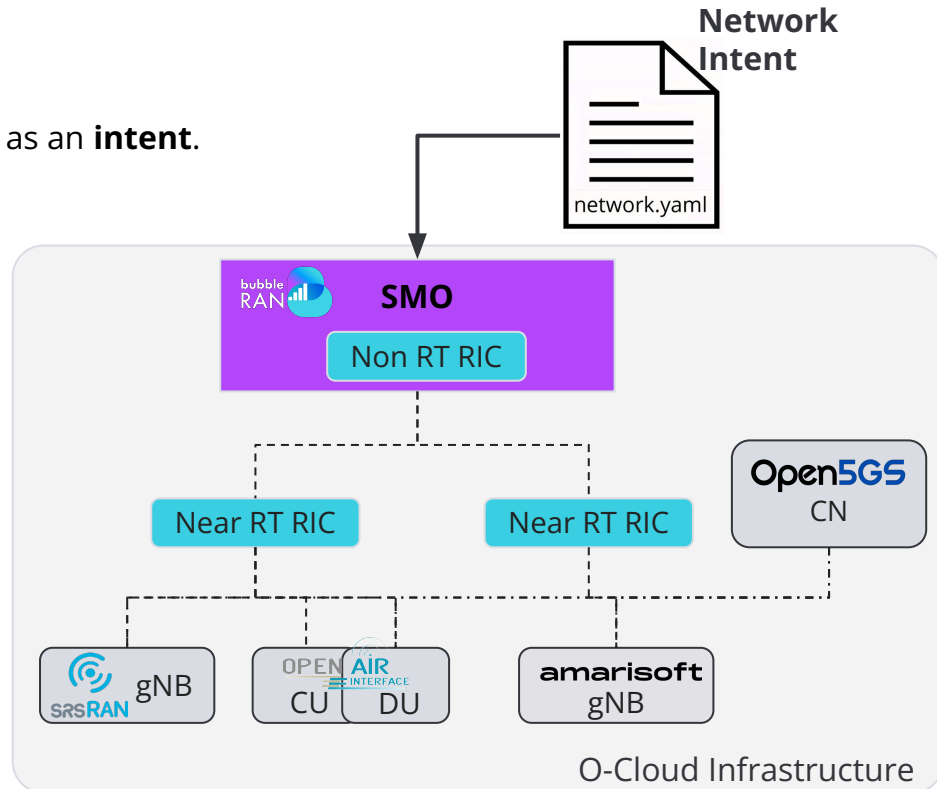 Network
Intent
as an intent.
network.yaml
bubble
RAN
SMO
Non RT RIC
Open5GS
CN
Near RT RIC
Near RT RIC
srsRAN
gNB
OPEN AIR
INTERFACE
CU
DU
amarisoft
gNB
O-Cloud Infrastructure